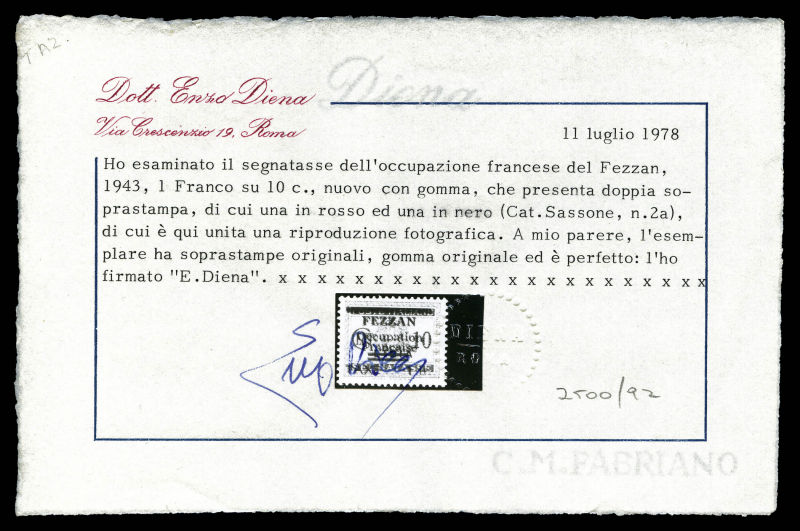 TAZ.
Diena
Dott. Enzo Diena
Via Crescenzio 19, Roma
11 luglio 1978
Ho esaminato il segnatasse dell'occupazione francese del Fezzan,
1943, 1 Franco su 10 c., nuovo con gomma, che presenta doppia so-
prastampa, di cui una in rosso ed una in nero (Cat.Sassone, n.2a),
di cui è qui unita una riproduzione fotografica. A mio parere, l'esem-
plare ha soprastampe originali, gomma originale ed è perfetto: l'ho
firmato "E.Diena". x x x x x x x x x x x x x x x x x x
FEZZAN
Occupation 10
Française
2500/92
C.M.FABRIANO